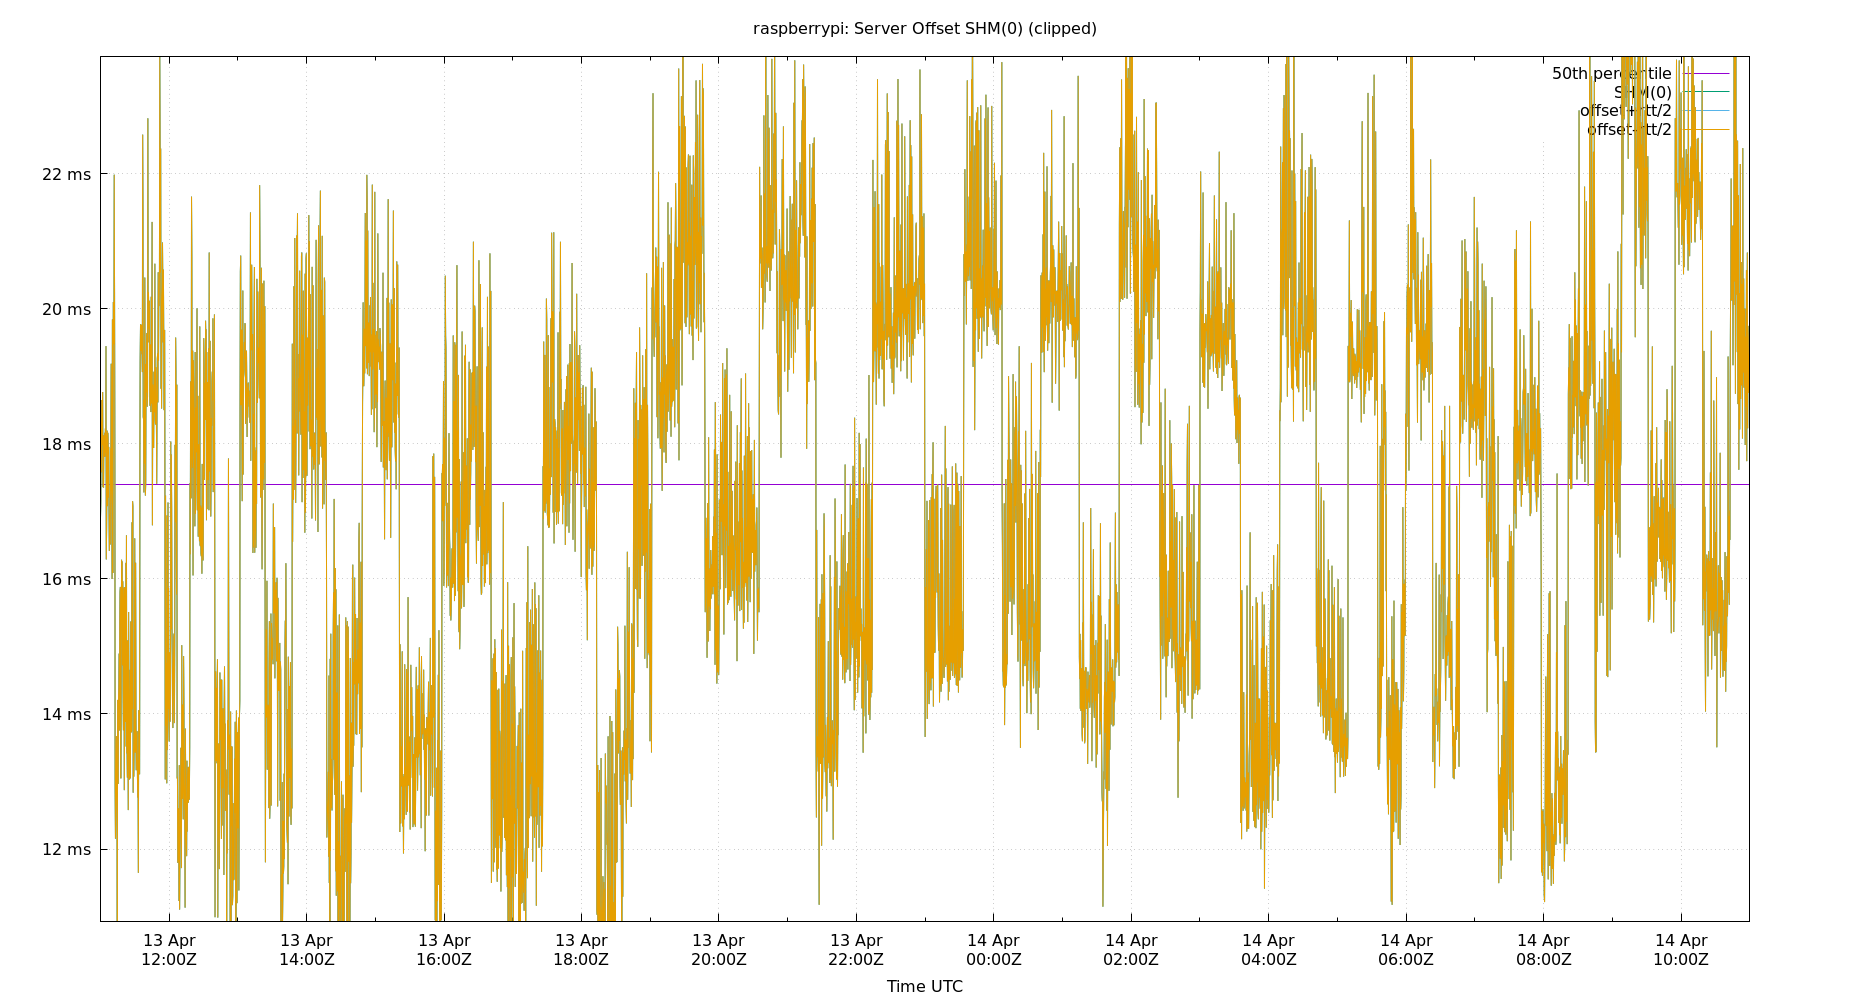 raspberrypi: Server Offset SHM(0) (clipped)
50th percentile
SHM(0)
offset+rtt/2
offset-rtt/2
22 ms
20 ms
18 ms
16 ms
14 ms
12 ms
13 Apr 13 Apr 13 Apr 13 Apr 13 Apr 13 Apr 14 Apr 14 Apr 14 Apr 14 Apr 14 Apr 14 Apr
12:00Z 14:00Z 16:00Z 18:00Z 20:00Z 22:00Z 00:00Z 02:00Z 04:00Z 06:00Z 08:00Z 10:00Z
Time UTC